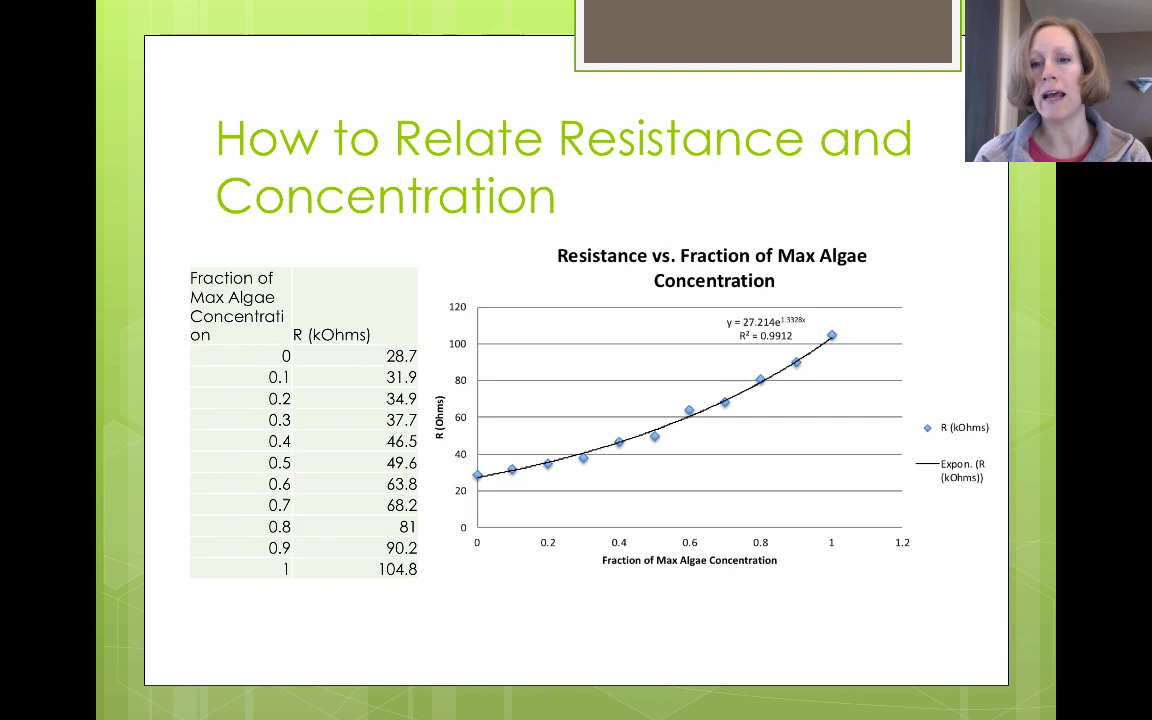 How to Relate Resistance and
Concentration
Fraction of
Max Algae
Concentrati
on R (kOhms)
0 28.7
0.1 31.9
0.2 34.9
0.3 37.7
0.4 46.5
0.5 49.6
0.6 63.8
0.7 68.2
0.8 81
0.9 90.2
1 104.8
Resistance vs. Fraction of Max Algae
Concentration
120
100
80
60
40
20
0
R (Ohms)
y = 27.214e^1.3328x
R² = 0.9912
0 0.2 0.4 0.6 0.8 1 1.2
Fraction of Max Algae Concentration
R (kOhms)
Expon. (R
(kOhms))